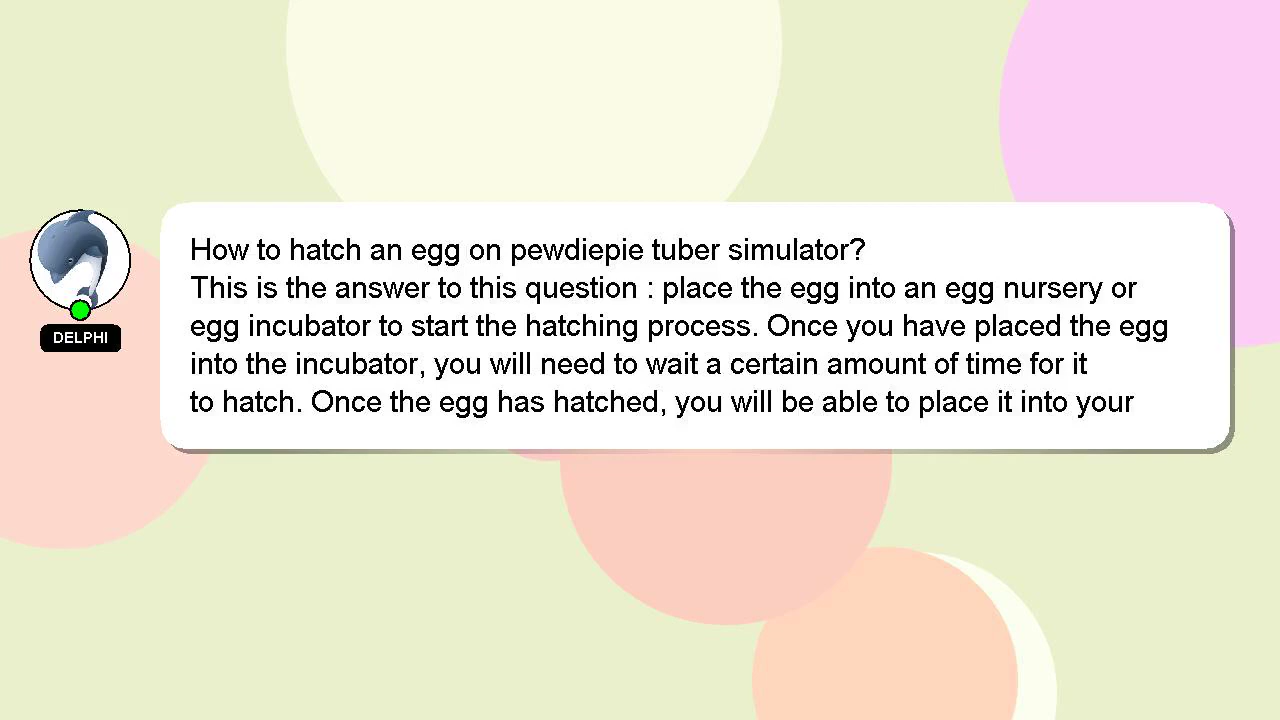 How to hatch an egg on pewdiepie tuber simulator?
This is the answer to this question : place the egg into an egg nursery or
egg incubator to start the hatching process. Once you have placed the egg
into the incubator, you will need to wait a certain amount of time for it
to hatch. Once the egg has hatched, you will be able to place it into your
DELPHI